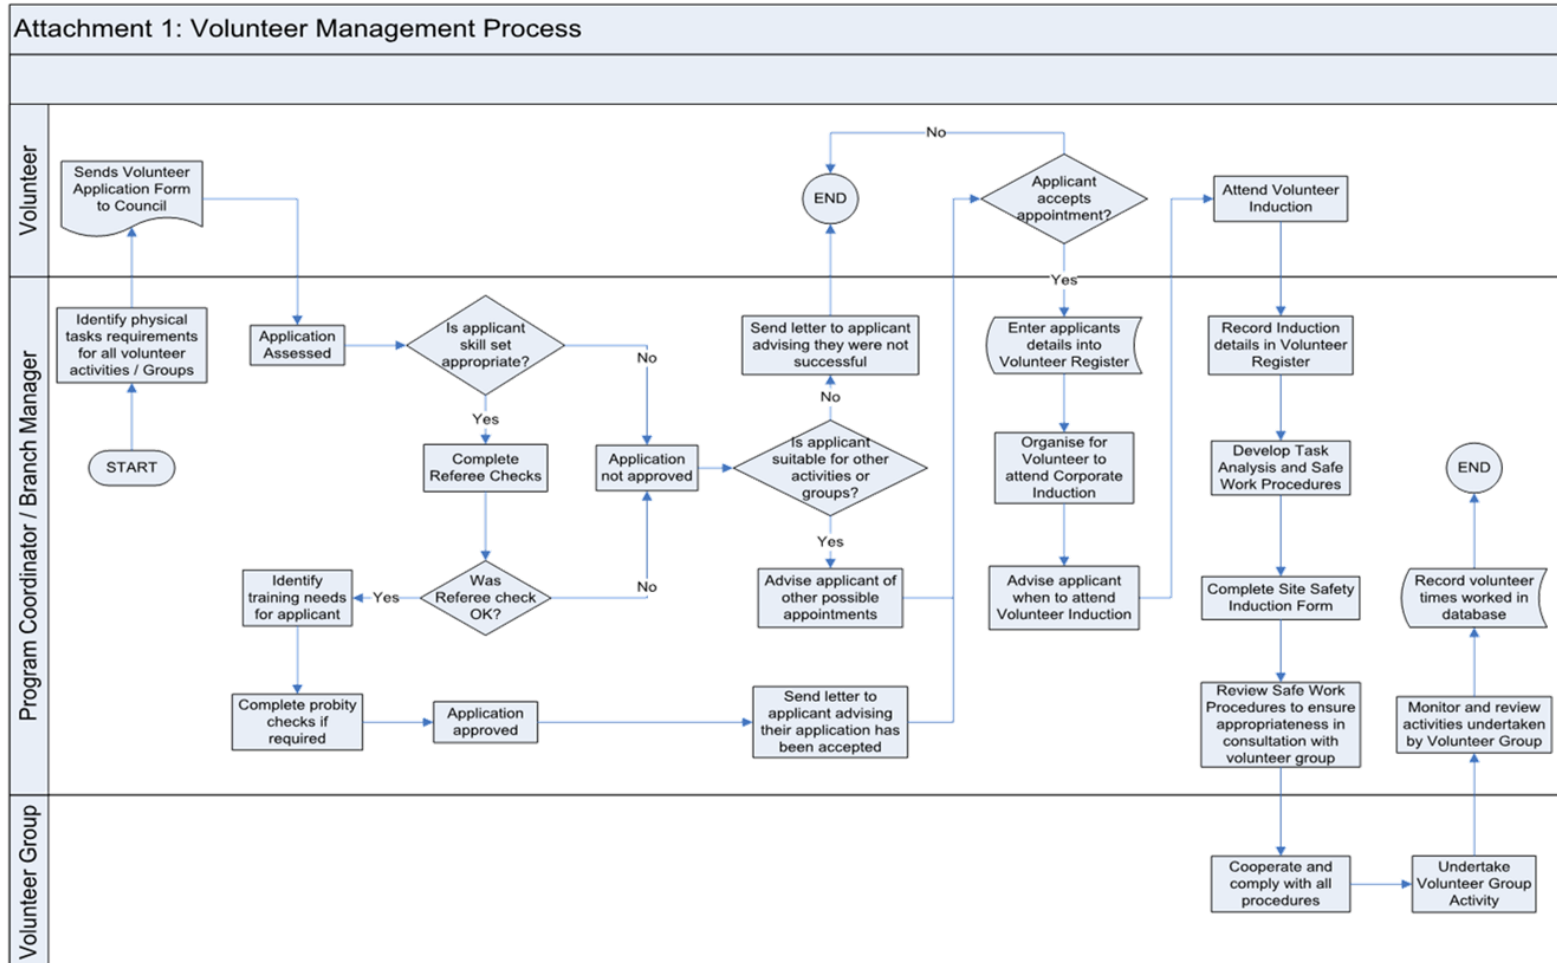 Attachment 1: Volunteer Management Process
Volunteer
Sends Volunteer
Application Form
to Council
END
No
Applicant
accepts
appointment?
Yes
Attend Volunteer
Induction
Program Coordinator / Branch Manager
Identify physical
tasks requirements
for all volunteer
activities / Groups
START
Application
Assessed
Is applicant
skill set
appropriate?
No
Yes
Complete
Referee Checks
Was
Referee check
OK?
No
Yes
Identify
training needs
for applicant
Complete probity
checks if
required
Application
approved
Application
not approved
Is applicant
suitable for other
activities or
groups?
No
Send letter to applicant
advising they were not
successful
Yes
Advise applicant of
other possible
appointments
Send letter to
applicant advising
their application has
been accepted
Enter applicants
details into
Volunteer Register
Organise for
Volunteer to
attend Corporate
Induction
Advise applicant
when to attend
Volunteer Induction
Record Induction
details in Volunteer
Register
Develop Task
Analysis and Safe
Work Procedures
Complete Site Safety
Induction Form
Review Safe Work
Procedures to ensure
appropriateness in
consultation with
volunteer group
END
Record volunteer
times worked in
database
Monitor and review
activities undertaken
by Volunteer Group
Volunteer Group
Cooperate and
comply with all
procedures
Undertake
Volunteer Group
Activity